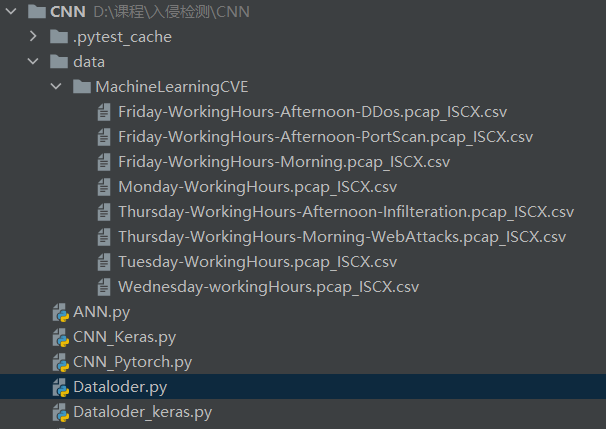 CNN D:\课程\入侵检测\CNN
.pytest_cache
data
MachineLearningCVE
Friday-WorkingHours-Afternoon-DDos.pcap_ISCX.csv
Friday-WorkingHours-Afternoon-PortScan.pcap_ISCX.csv
Friday-WorkingHours-Morning.pcap_ISCX.csv
Monday-WorkingHours.pcap_ISCX.csv
Thursday-WorkingHours-Afternoon-Infilteration.pcap_ISCX.csv
Thursday-WorkingHours-Morning-WebAttacks.pcap_ISCX.csv
Tuesday-WorkingHours.pcap_ISCX.csv
Wednesday-workingHours.pcap_ISCX.csv
ANN.py
CNN_Keras.py
CNN_Pytorch.py
Dataloder.py
Dataloder_keras.py